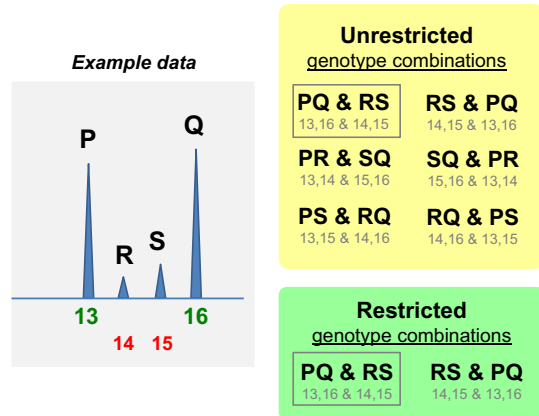 Example data
P
Q
R
S
13
16
14
15
Unrestricted
genotype combinations
PQ & RS
RS & PQ
13,16 & 14,15
14,15 & 13,16
PR & SQ
SQ & PR
13,14 & 15,16
15,16 & 13,14
PS & RQ
RQ & PS
13,15 & 14,16
14,16 & 13,15
Restricted
genotype combinations
PQ & RS
RS & PQ
13,16 & 14,15
14,15 & 13,16